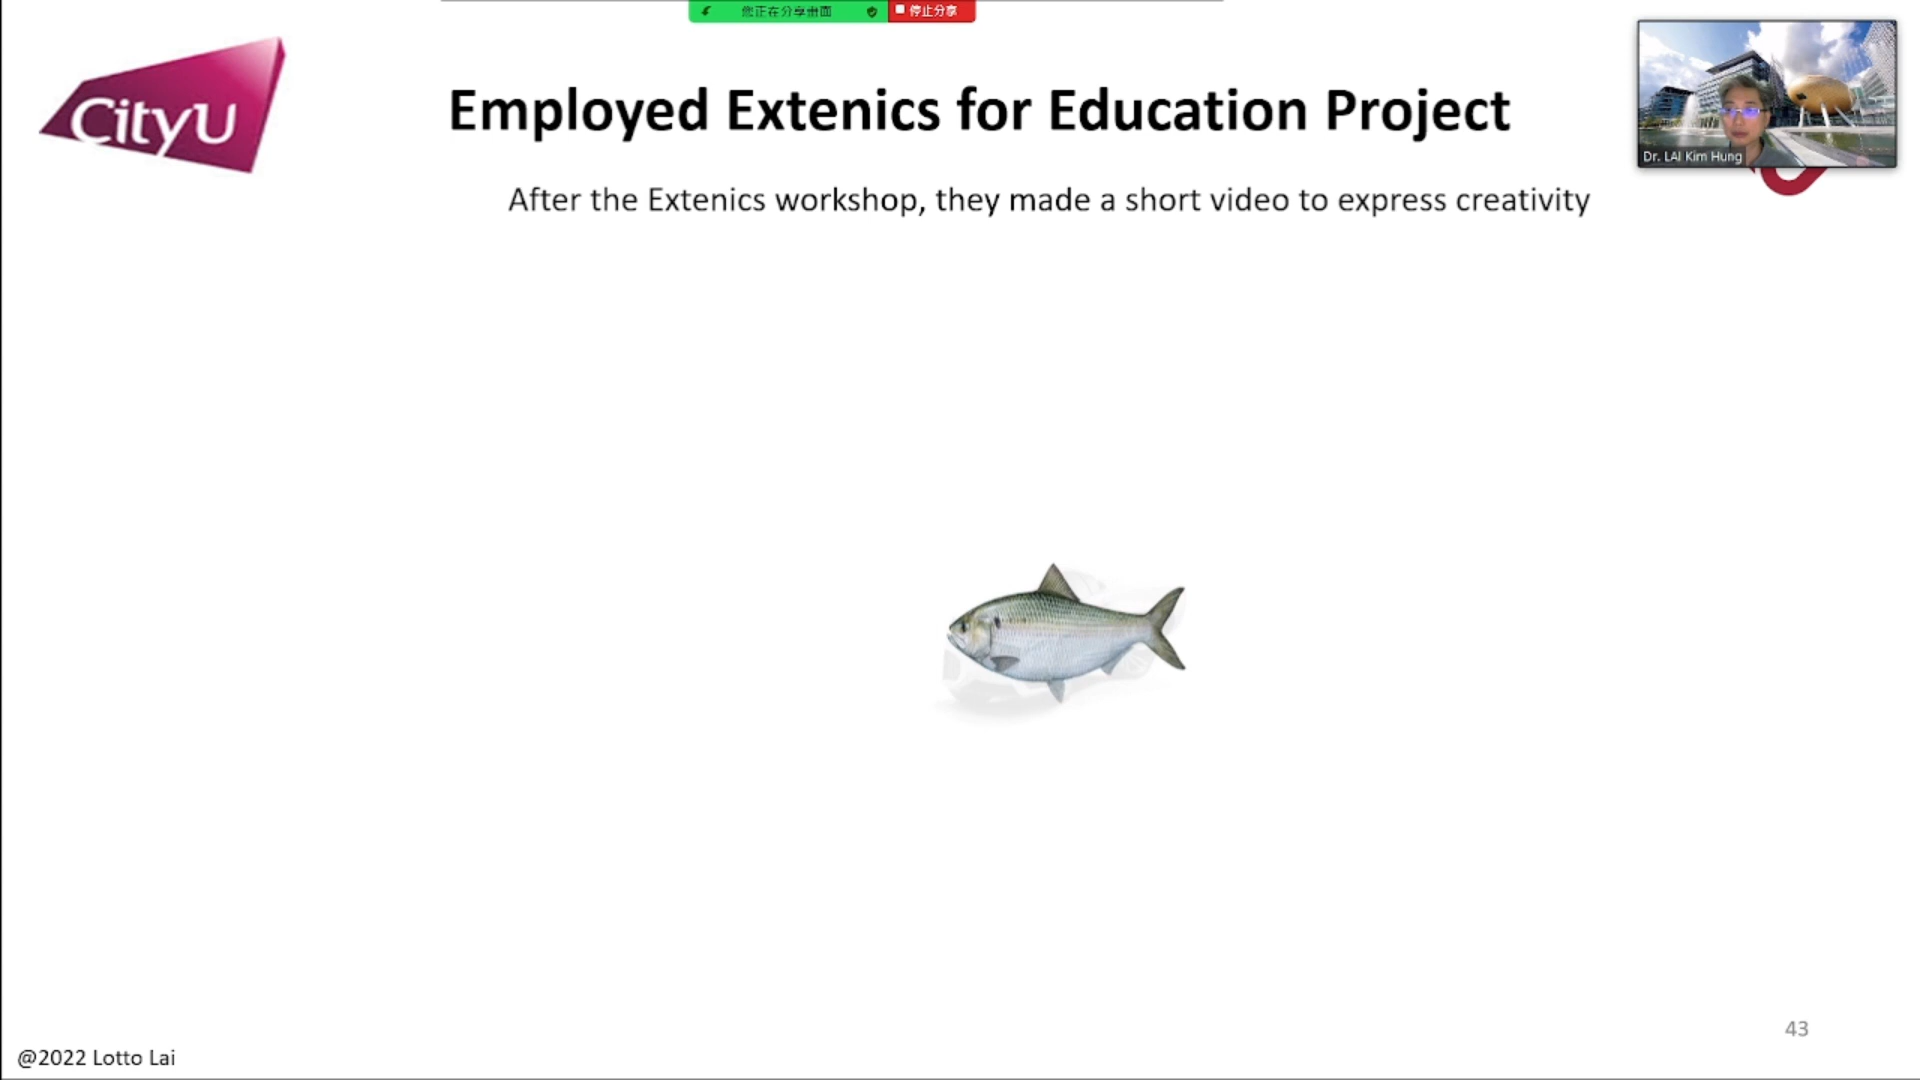 您正在分享畫面
停止分享
CityU
Employed Extenics for Education Project
Dr. LAI Kim Hung
After the Extenics workshop, they made a short video to express creativity
43
@2022 Lotto Lai